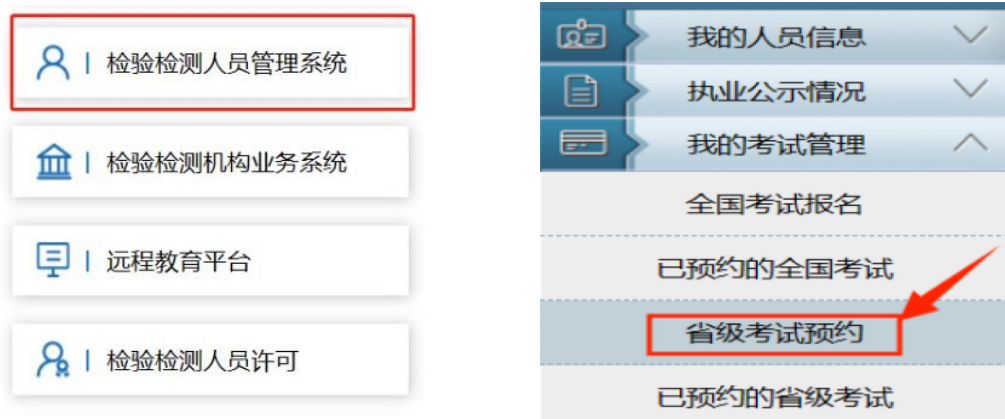 检验检测人员管理系统
检验检测机构业务系统
远程教育平台
检验检测人员许可
我的人员信息
执业公示情况
我的考试管理
全国考试报名
已预约的全国考试
省级考试预约
已预约的省级考试